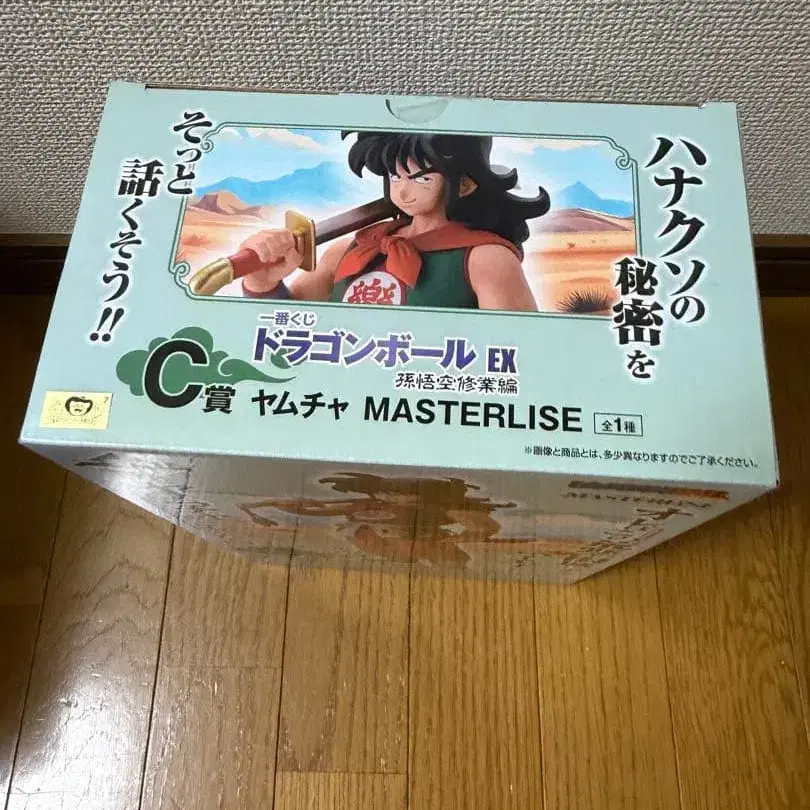 ハナクソの
秘密を
そっと
話くそう!!
樂
一番くじ
ドラゴンボール EX
孫悟空修業編
C賞 ヤムチャ MASTERLISE 全1種
※画像と商品とは、多少異なりますのでご了承ください。